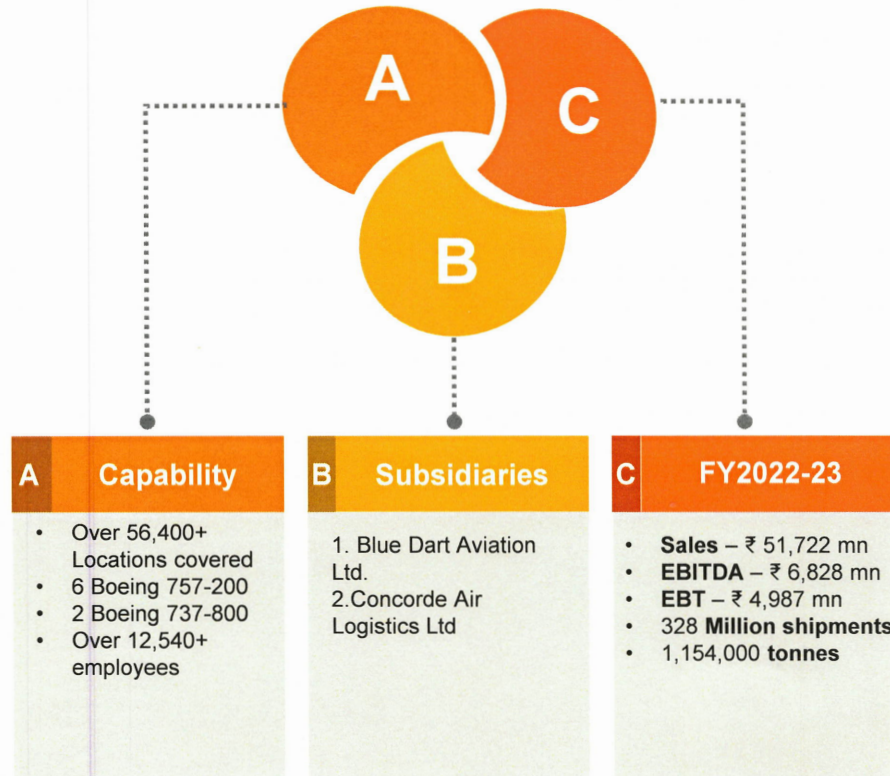 A
C
B
A Capability
• Over 56,400+
Locations covered
• 6 Boeing 757-200
• 2 Boeing 737-800
• Over 12,540+
employees
B Subsidiaries
1. Blue Dart Aviation
Ltd.
2.Concorde Air
Logistics Ltd
C FY2022-23
• Sales – ₹ 51,722 mn
• EBITDA – ₹ 6,828 mn
• EBT – ₹ 4,987 mn
• 328 Million shipments
• 1,154,000 tonnes